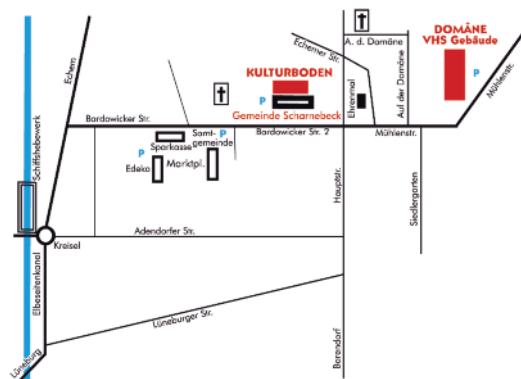 DOMÄNE
VHS Gebäude
P
Mühlenstr.
A. d. Domäne
Echemer Str.
Echem
KULTURBODEN
P
Gemeinde Scharnebeck
Ehrenmal
Auf der Domäne
Bardowicker Str.
Bardowicker Str. 2
Mühlenstr.
Sparkasse
Samt-
gemeinde
P
P
Edeka
Marktpl.
Schiffshebewerk
Hauptstr.
Siedlergarten
Adendorfer Str.
Kreisel
Elbeseitenkanal
Lüneburger Str.
Barendorf
Lüneburg